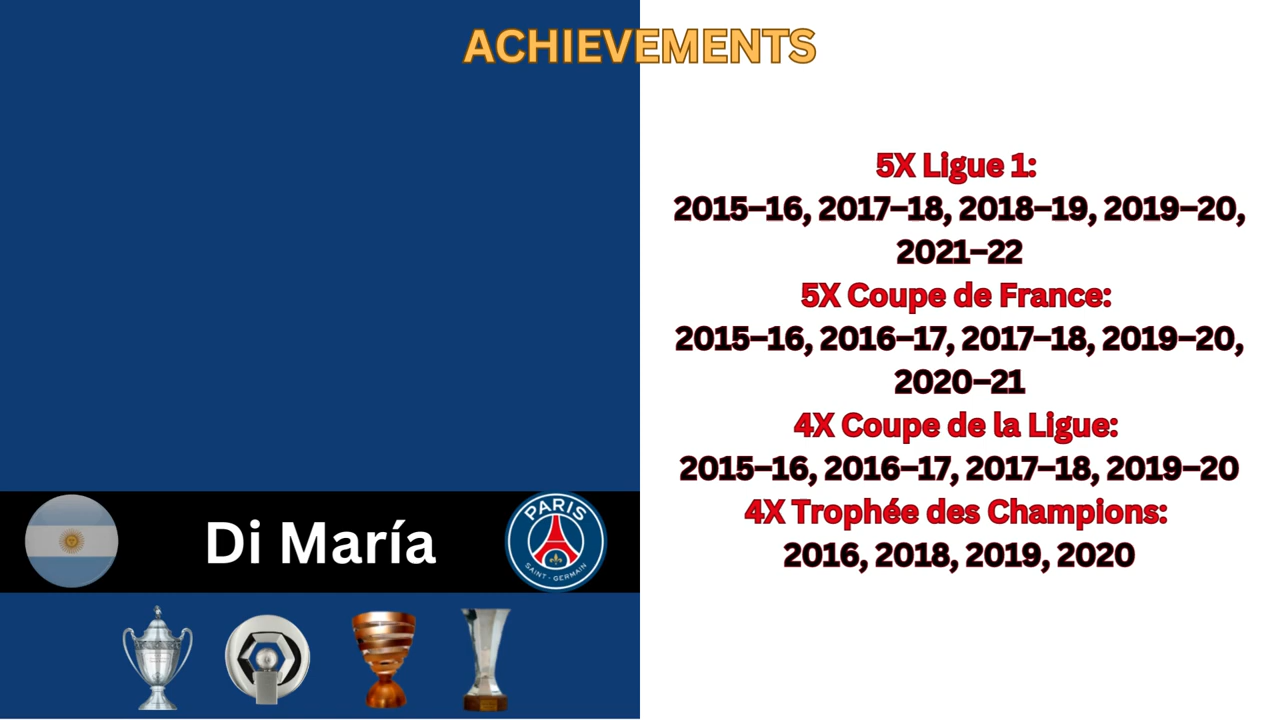 ACHIEVEMENTS
5X Ligue 1:
2015–16, 2017–18, 2018–19, 2019–20,
2021–22
5X Coupe de France:
2015–16, 2016–17, 2017–18, 2019–20,
2020–21
4X Coupe de la Ligue:
2015–16, 2016–17, 2017–18, 2019–20
4X Trophée des Champions:
2016, 2018, 2019, 2020
Di María
PARIS
SAINT-GERMAIN